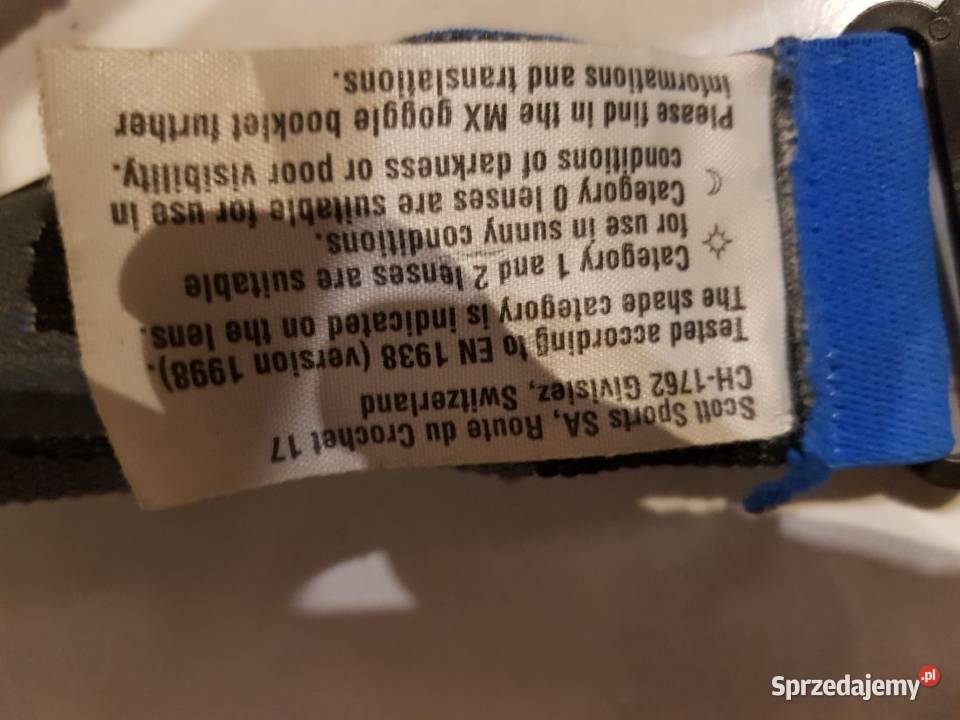 Scott Sports SA, Route du Crochet 17
CH-1762 Givisiez, Switzerland
Tested according to EN 1938 (version 1998).
The shade category is indicated on the lens.
Category 1 and 2 lenses are suitable
for use in sunny conditions.
Category 0 lenses are suitable for use in
conditions of darkness or poor visibility.
Please find in the MX goggle booklet further
informations and translations.
Sprzedajemy.pl